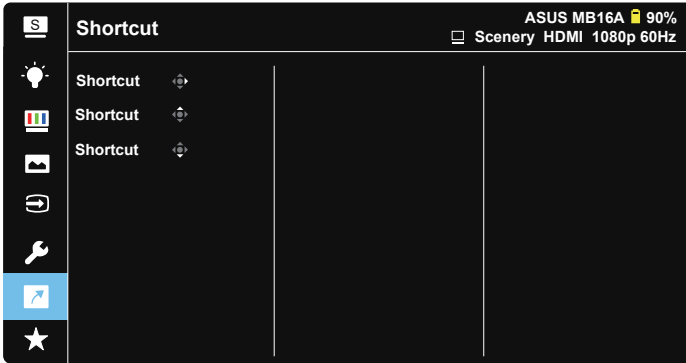 S
Shortcut
ASUS MB16A 90%
Scenery HDMI 1080p 60Hz
Shortcut
Shortcut
Shortcut